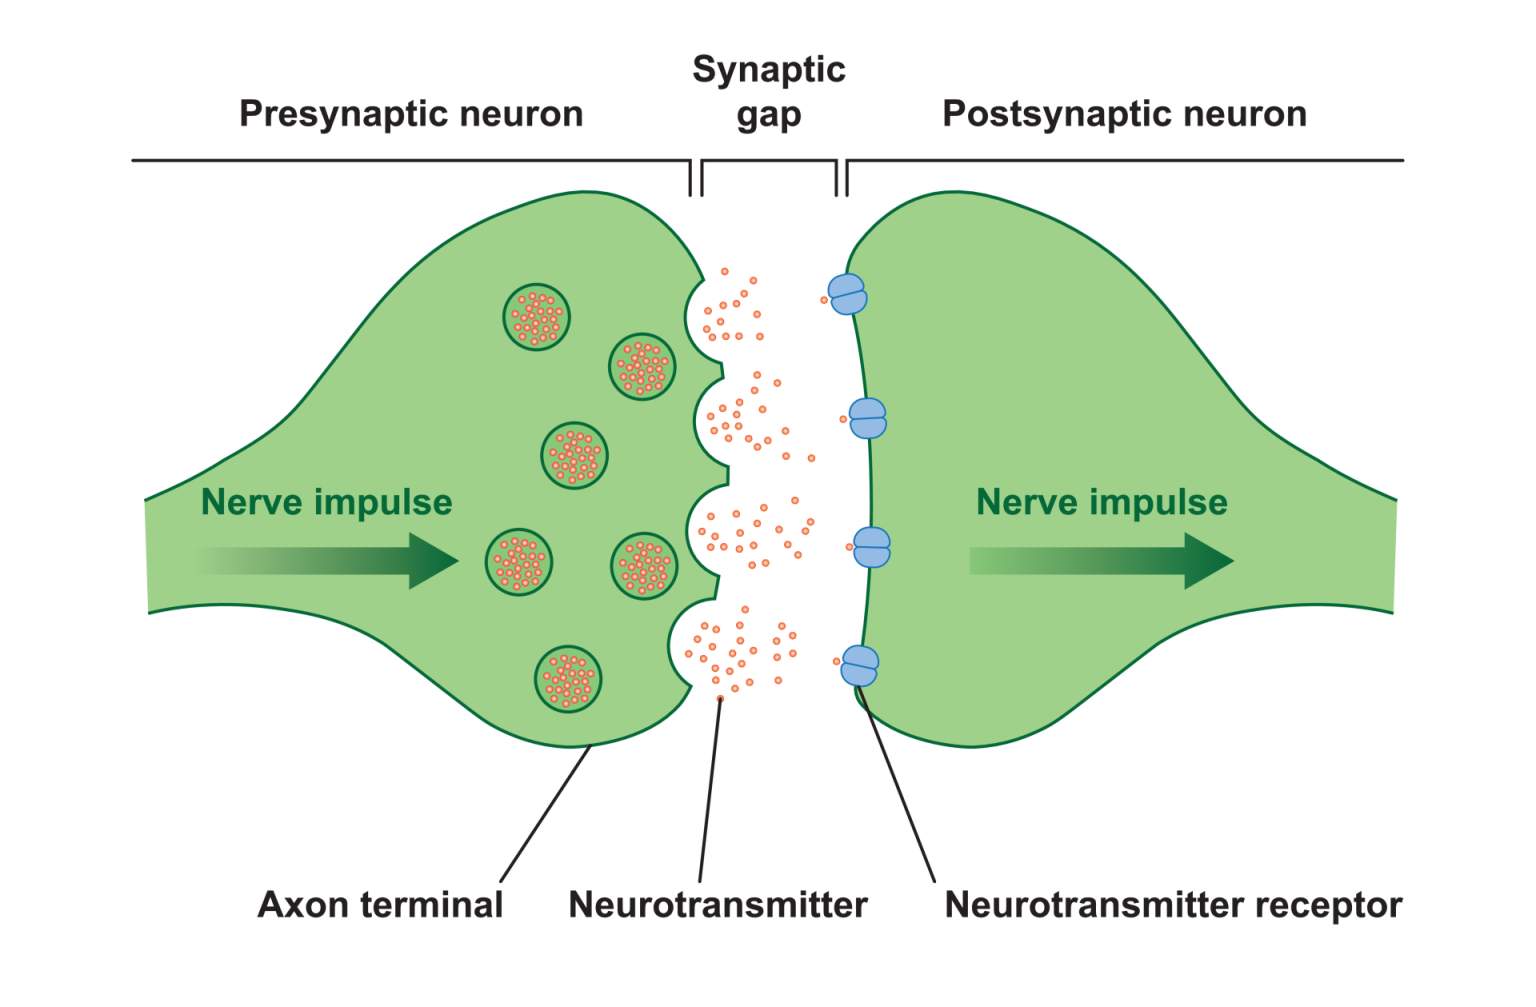 Synaptic
gap
Presynaptic neuron
Postsynaptic neuron
Nerve impulse
Nerve impulse
Axon terminal
Neurotransmitter
Neurotransmitter receptor